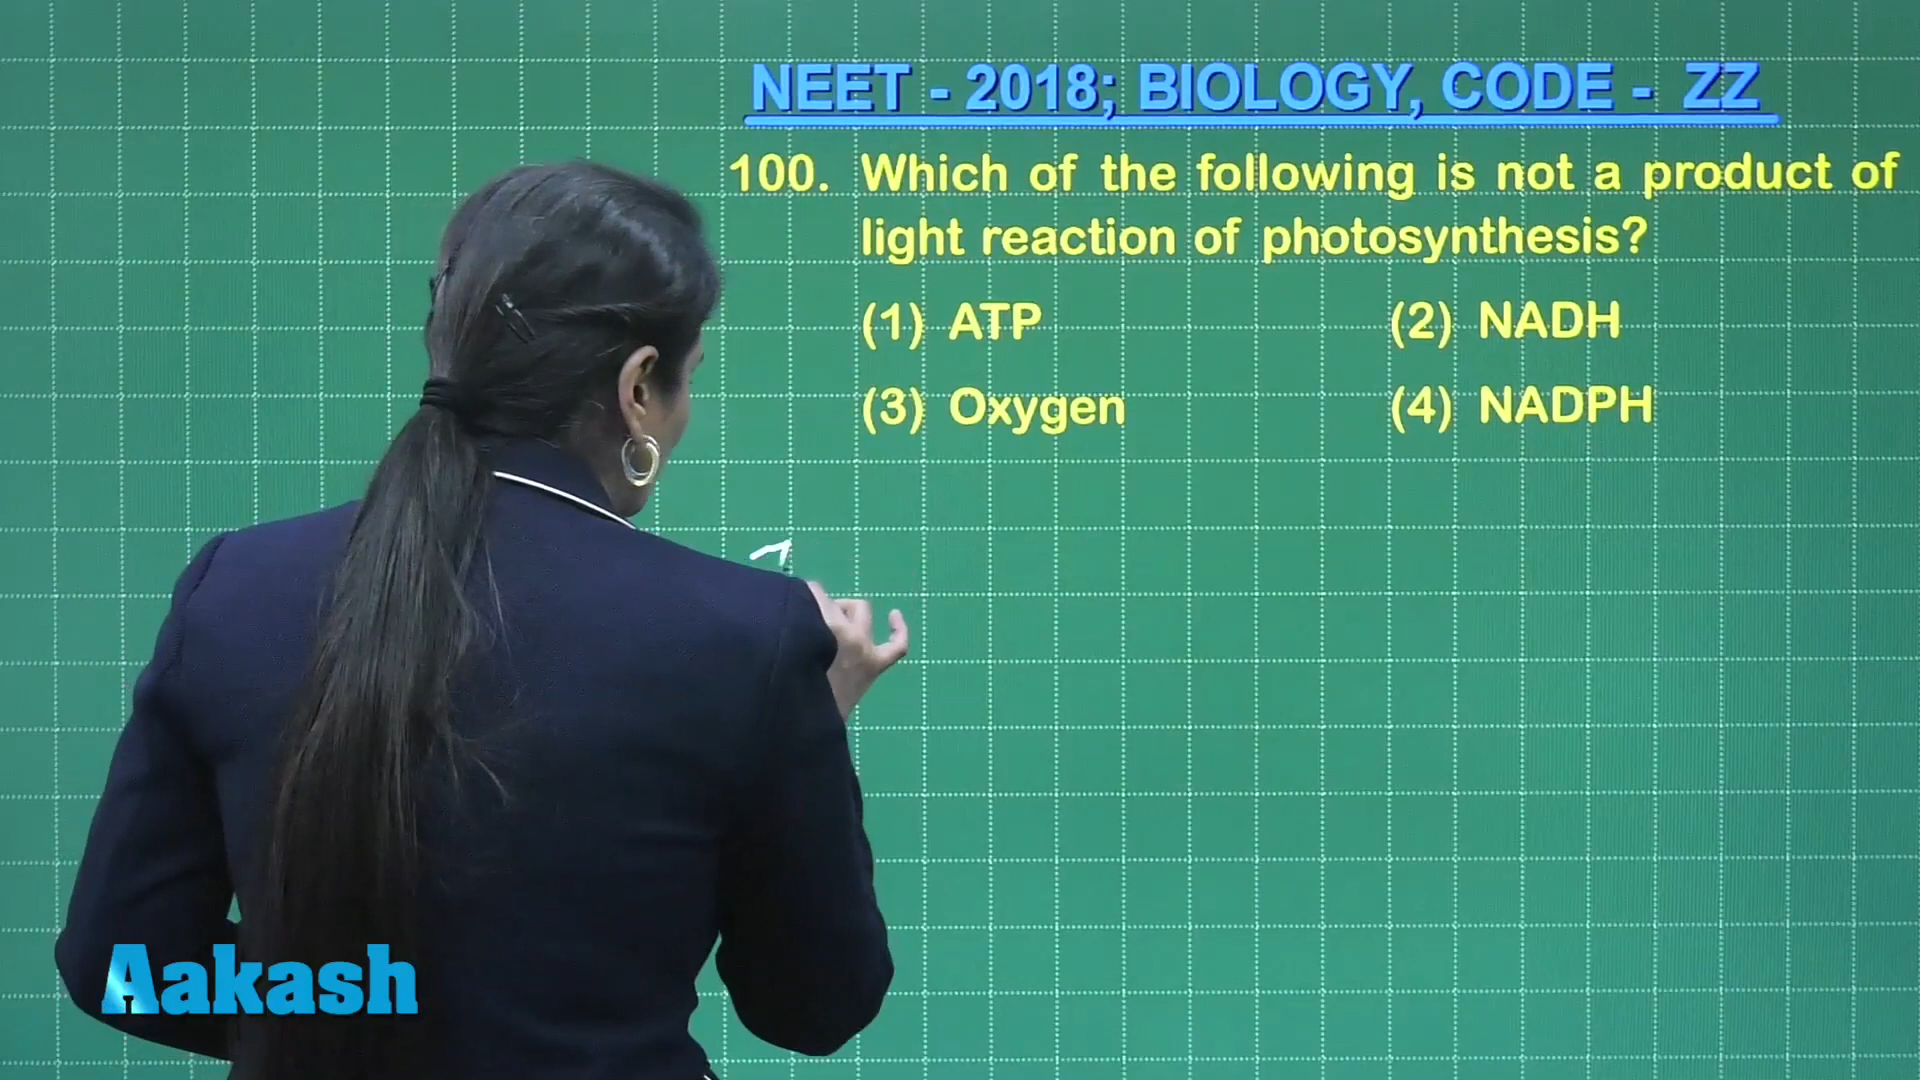 NEET - 2018; BIOLOGY, CODE - ZZ
100. Which of the following is not a product of
light reaction of photosynthesis?
(1) ATP (2) NADH
(3) Oxygen (4) NADPH
Aakash